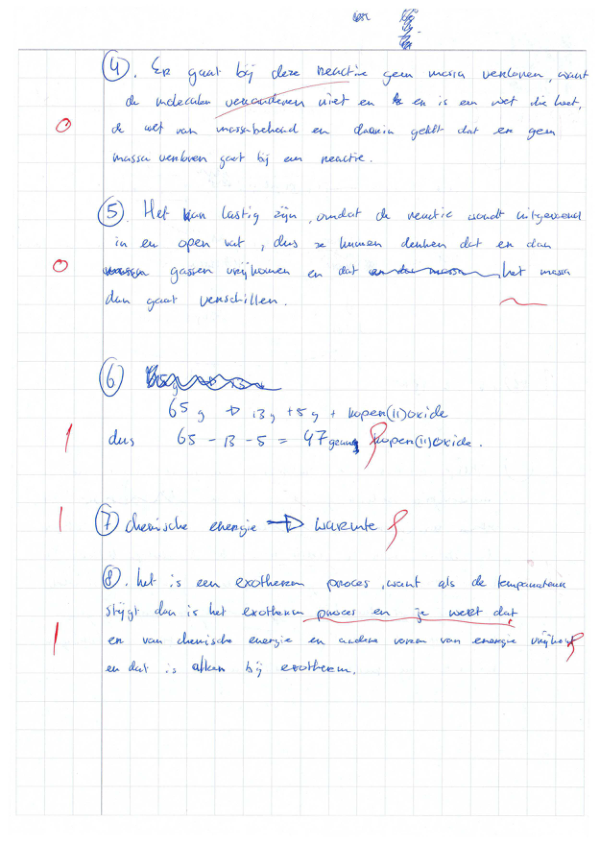 ④. Er gaat bij deze reactie geen massa verloren, want
de moleculen veranderen niet en er is een wet die heet,
0 de wet van massabehoud en daarin geldt dat er geen
massa verloren gaat bij een reactie.
⑤. Het kan lastig zijn, omdat de reactie wordt uitgevoerd
in een open vat, dus ze kunnen denken dat er dan
0 gassen vrijkomen en dat het massa
dan gaat verschillen.
⑥
65 g → 13 g + 5 g + koper(II)oxide
1 dus 65 - 13 - 5 = 47 gram koper(II)oxide.
1 ⑦ chemische energie → warmte
⑧. het is een exotherm proces, want als de temperatuur
stijgt dan is het exotherm proces en je weet dat
1 er van chemische energie en andere vormen van energie
en dat is alleen bij exotherm.